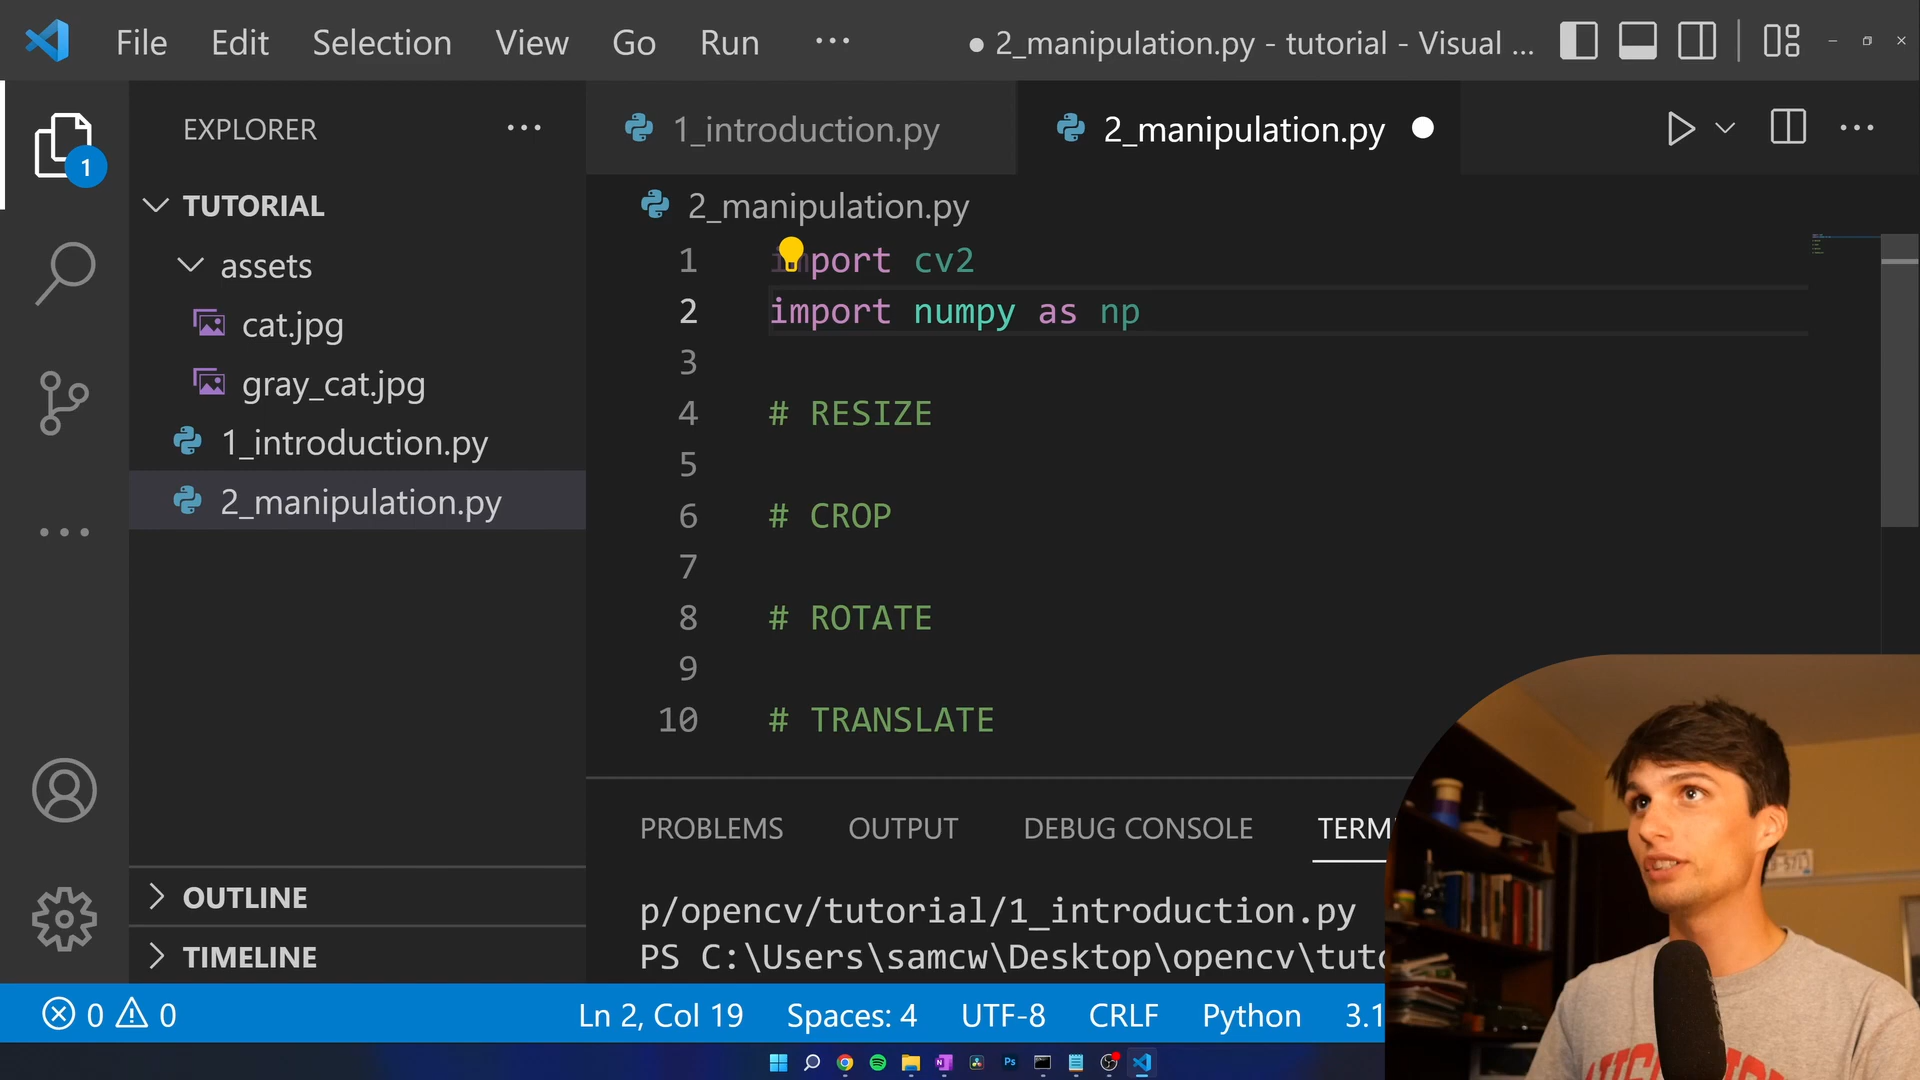 File Edit Selection View Go Run ··· ● 2_manipulation.py - tutorial - Visual ...
EXPLORER ···
1
TUTORIAL
assets
cat.jpg
gray_cat.jpg
1_introduction.py
2_manipulation.py
OUTLINE
TIMELINE
1_introduction.py 2_manipulation.py ●
2_manipulation.py
1 import cv2
2 import numpy as np
3
4 # RESIZE
5
6 # CROP
7
8 # ROTATE
9
10 # TRANSLATE
PROBLEMS OUTPUT DEBUG CONSOLE TERM
p/opencv/tutorial/1_introduction.py
PS C:\Users\samcw\Desktop\opencv\tuto
0 0 Ln 2, Col 19 Spaces: 4 UTF-8 CRLF Python 3.1
Ps